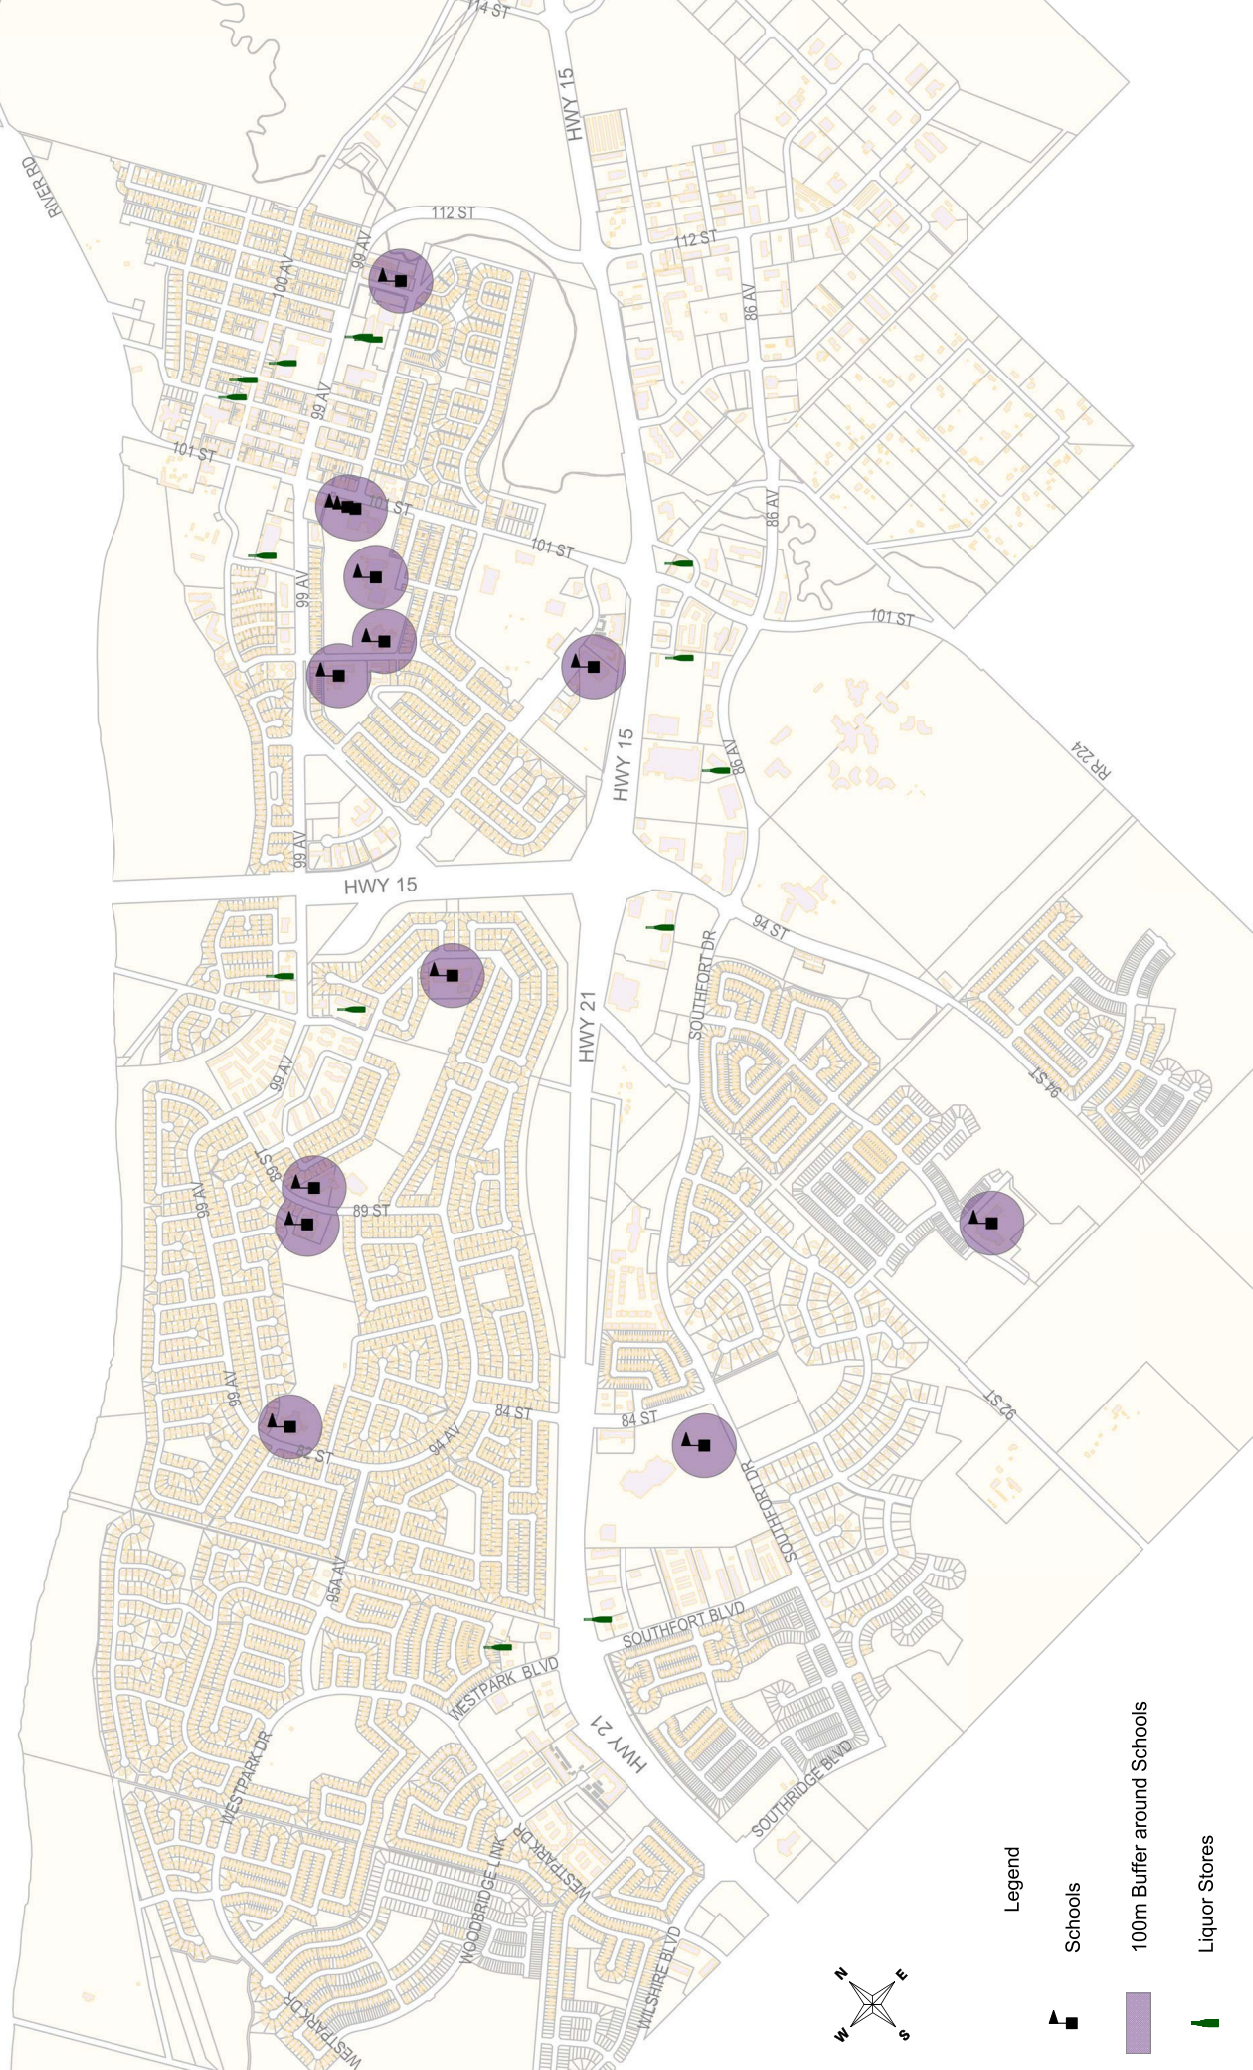 114 ST
HWY 15
RIVER RD
112 ST
99 AV
112 ST
100 AV
86 AV
99 AV
101 ST
101 ST
86 AV
101 ST
99 AV
101 ST
HWY 15
86 AV
RR 224
99 AV
HWY 15
94 ST
SOUTHFORT DR
HWY 21
99 AV
94 ST
89 ST
99 AV
89 ST
99 AV
84 ST
84 ST
92 ST
94 AV
82 ST
SOUTHFORT DR
95A AV
SOUTHFORT BLVD
WESTPARK BLVD
HWY 21
WESTPARK DR
SOUTHRIDGE BLVD
WESTPARK DR
WOODBRIDGE LINK
WILSHIRE BLVD
WESTPARK DR
N
E
S
W
Legend
Schools
100m Buffer around Schools
Liquor Stores